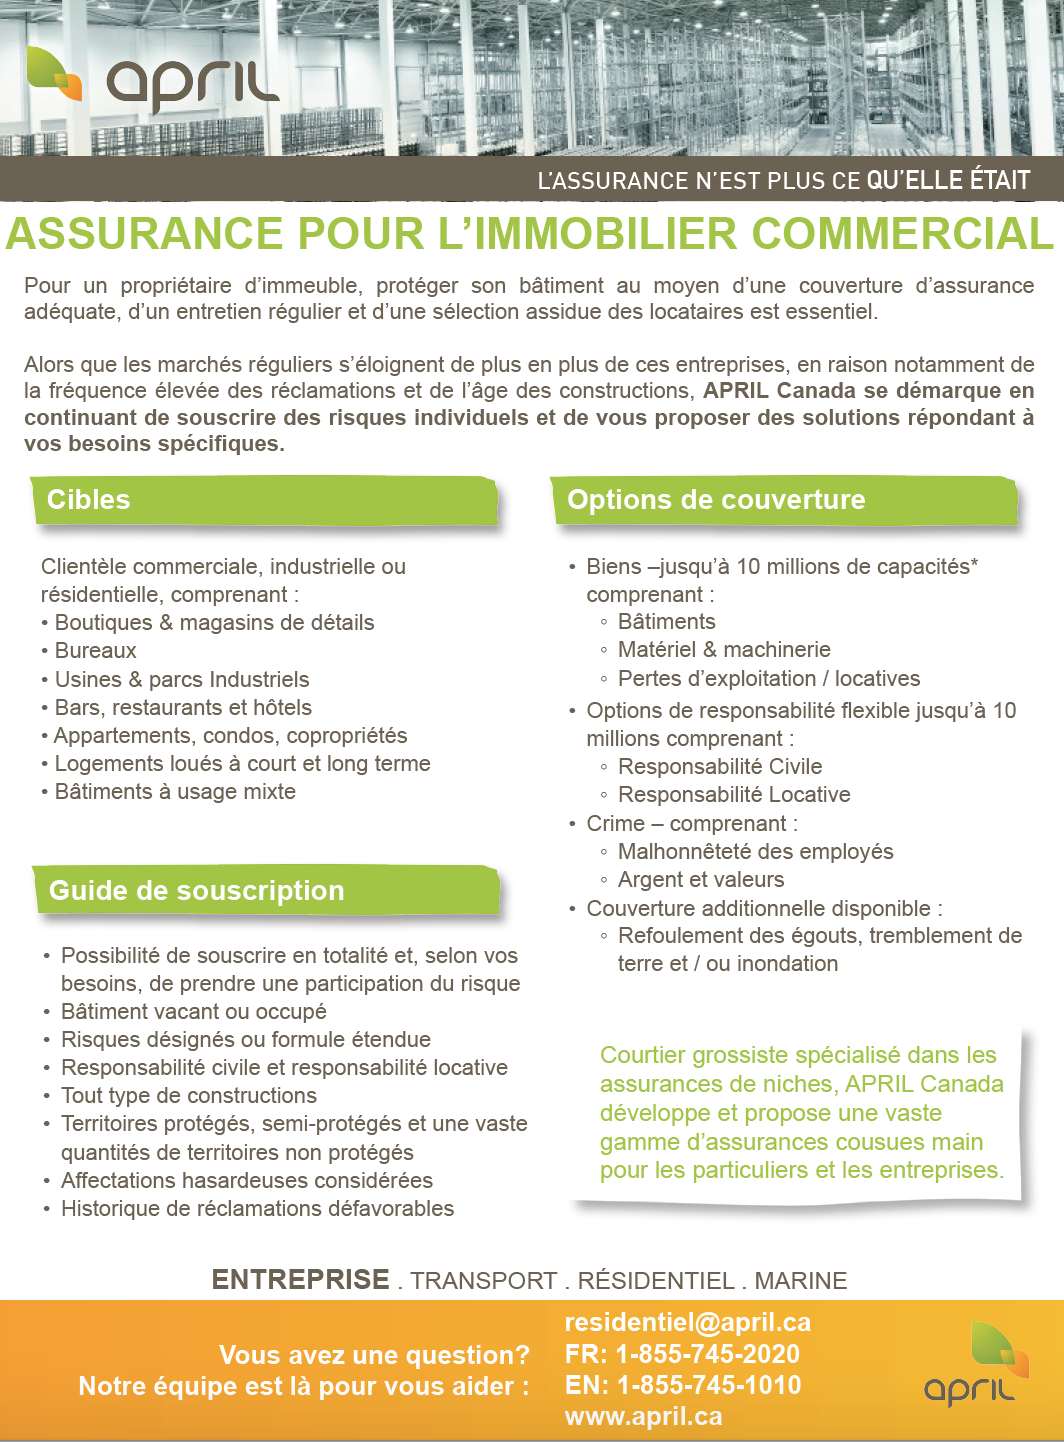 april
L'ASSURANCE N'EST PLUS CE QU'ELLE ÉTAIT
ASSURANCE POUR L'IMMOBILIER COMMERCIAL
Pour un propriétaire d'immeuble, protéger son bâtiment au moyen d'une couverture d'assurance
adéquate, d'un entretien régulier et d'une sélection assidue des locataires est essentiel.
Alors que les marchés réguliers s'éloignent de plus en plus de ces entreprises, en raison notamment de
la fréquence élevée des réclamations et de l'âge des constructions, APRIL Canada se démarque en
continuant de souscrire des risques individuels et de vous proposer des solutions répondant à
vos besoins spécifiques.
Cibles
Clientèle commerciale, industrielle ou
résidentielle, comprenant :
• Boutiques & magasins de détails
• Bureaux
• Usines & parcs Industriels
• Bars, restaurants et hôtels
• Appartements, condos, copropriétés
• Logements loués à court et long terme
• Bâtiments à usage mixte
Guide de souscription
• Possibilité de souscrire en totalité et, selon vos
besoins, de prendre une participation du risque
• Bâtiment vacant ou occupé
• Risques désignés ou formule étendue
• Responsabilité civile et responsabilité locative
• Tout type de constructions
• Territoires protégés, semi-protégés et une vaste
quantités de territoires non protégés
• Affectations hasardeuses considérées
• Historique de réclamations défavorables
Options de couverture
• Biens –jusqu'à 10 millions de capacités*
comprenant :
◦ Bâtiments
◦ Matériel & machinerie
◦ Pertes d'exploitation / locatives
• Options de responsabilité flexible jusqu'à 10
millions comprenant :
◦ Responsabilité Civile
◦ Responsabilité Locative
• Crime – comprenant :
◦ Malhonnêteté des employés
◦ Argent et valeurs
• Couverture additionnelle disponible :
◦ Refoulement des égouts, tremblement de
terre et / ou inondation
Courtier grossiste spécialisé dans les
assurances de niches, APRIL Canada
développe et propose une vaste
gamme d'assurances cousues main
pour les particuliers et les entreprises.
ENTREPRISE . TRANSPORT . RÉSIDENTIEL . MARINE
Vous avez une question?
Notre équipe est là pour vous aider :
residentiel@april.ca
FR: 1-855-745-2020
EN: 1-855-745-1010
www.april.ca
april